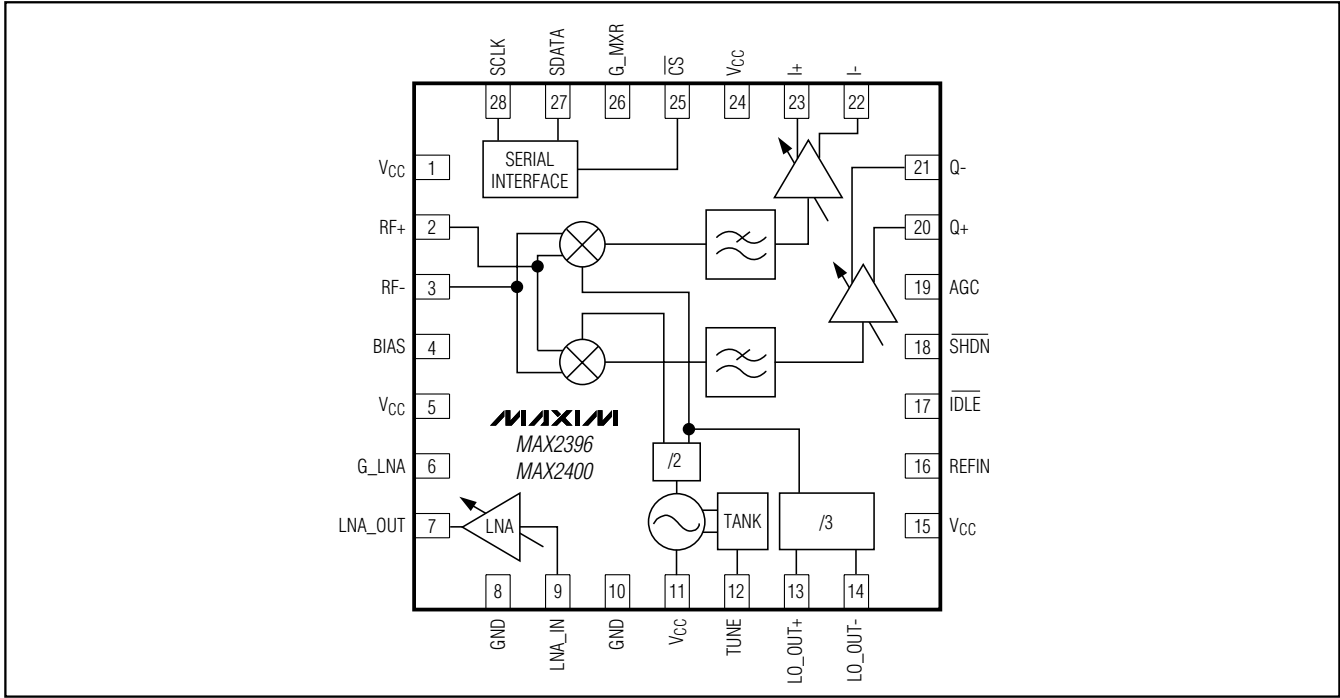 SCLK
SDATA
G_MXR
CS
VCC
I+
I-
28
27
26
25
24
23
22
SERIAL
INTERFACE
VCC 1
RF+ 2
RF- 3
BIAS 4
VCC 5
G_LNA 6
LNA_OUT 7
21 Q-
20 Q+
19 AGC
18 SHDN
17 IDLE
16 REFIN
15 VCC
MAXIM
MAX2396
MAX2400
/2
LNA
TANK
/3
8
9
10
11
12
13
14
GND
LNA_IN
GND
VCC
TUNE
LO_OUT+
LO_OUT-